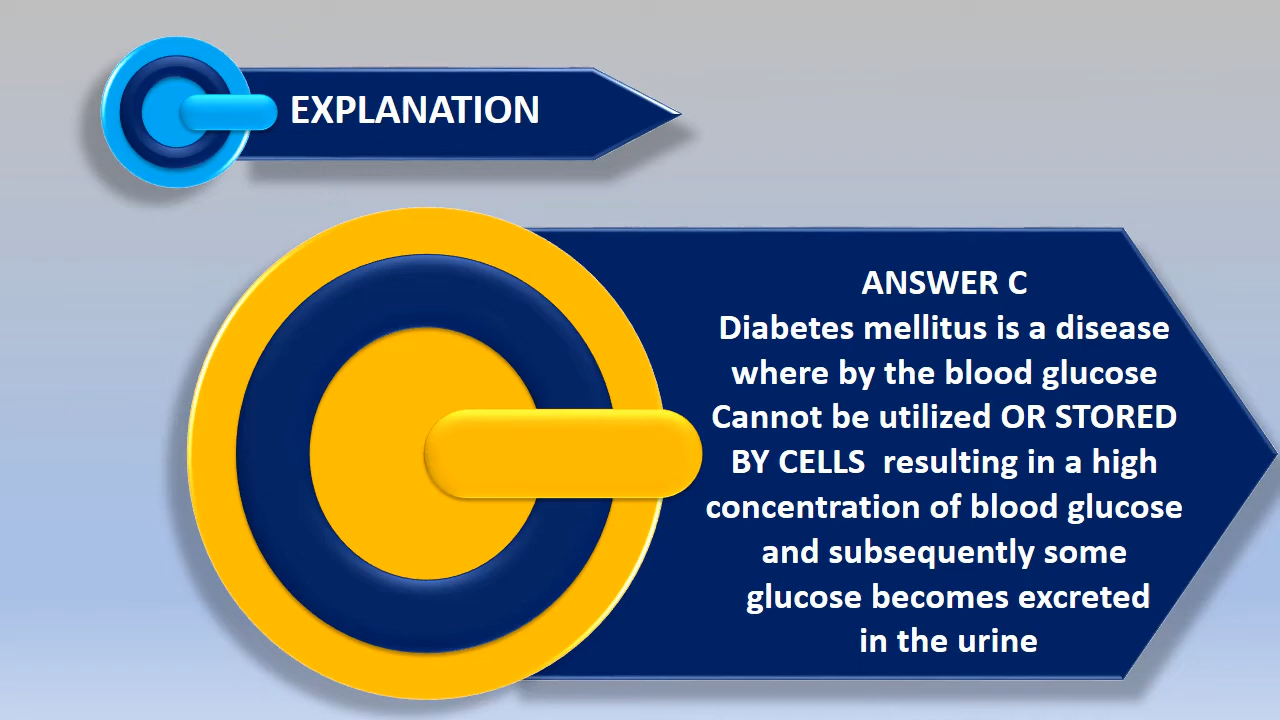 EXPLANATION
ANSWER C
Diabetes mellitus is a disease
where by the blood glucose
Cannot be utilized OR STORED
BY CELLS  resulting in a high
concentration of blood glucose
and subsequently some
glucose becomes excreted
in the urine